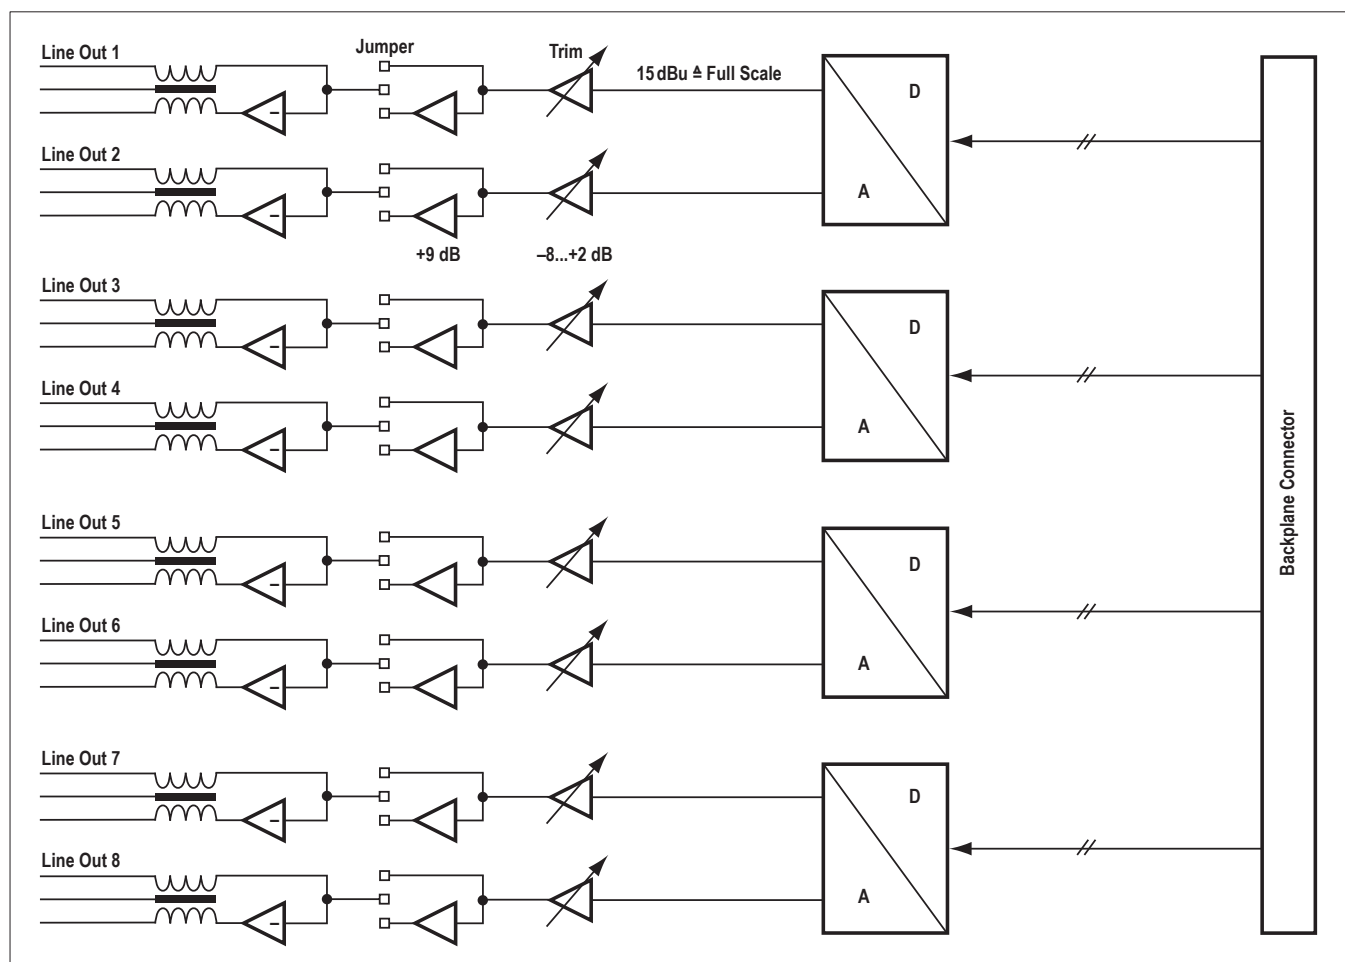 Line Out 1
Jumper
Trim
15 dBu ≙ Full Scale
D
A
Line Out 2
+9 dB
–8...+2 dB
Line Out 3
D
A
Line Out 4
Backplane Connector
Line Out 5
D
A
Line Out 6
Line Out 7
D
A
Line Out 8
–
–
–
–
–
–
–
–